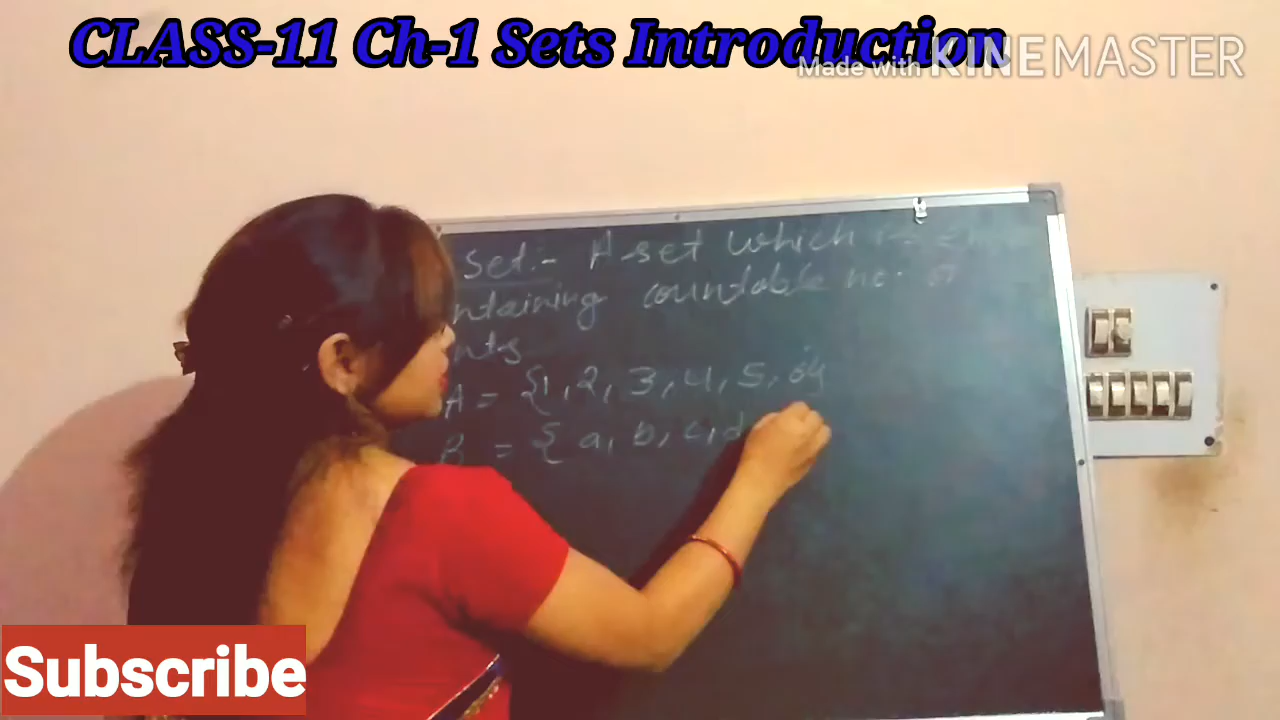 CLASS-11 Ch-1 Sets Introduction
Made with KINEMASTER
Set:- A set which is
ntaining countable no. of
nts
A = {1, 2, 3, 4, 5, 6}
B = { a, b, c, d
Subscribe